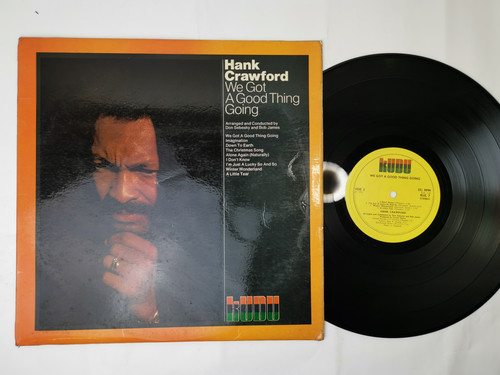 Hank
Crawford
We Got
A Good Thing
Going
Arranged and Conducted by
Don Sebesky and Bob James
We Got A Good Thing Going
Imagination
Down To Earth
The Christmas Song
Alone Again (Naturally)
I Don't Know
I'm Just A Lucky So And So
Winter Wonderland
A Little Tear
kudu
kudu
WE GOT A GOOD THING GOING
HANK CRAWFORD